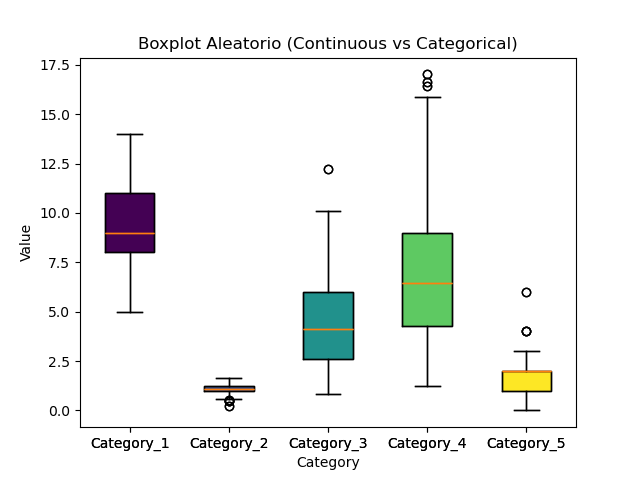 Boxplot Aleatorio (Continuous vs Categorical)
17.5
15.0
12.5
10.0
7.5
5.0
2.5
0.0
Value
Category_1 Category_2 Category_3 Category_4 Category_5
Category